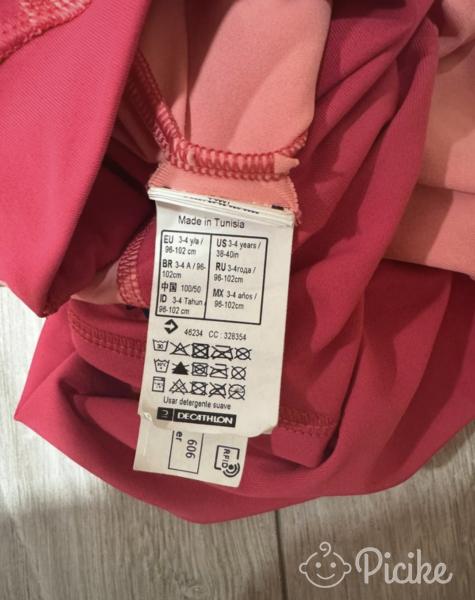 Made in Tunisia
EU 3-4 y/a / 96-102 cm
US 3-4 years / 38-40in
BR 3-4 A / 96-102cm
RU 3-4года / 96-102cm
中国 100/50
MX 3-4 años / 96-102cm
ID 3-4 Tahun / 96-102 cm
46234 CC : 328354
30
Usar detergente suave
DECATHLON
606
RFID
Picike